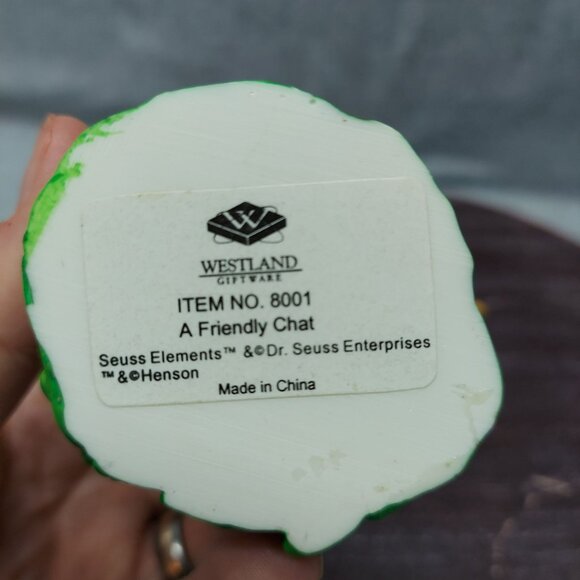 W
WESTLAND
GIFTWARE
ITEM NO. 8001
A Friendly Chat
Seuss Elements™ &©Dr. Seuss Enterprises
™&©Henson
Made in China